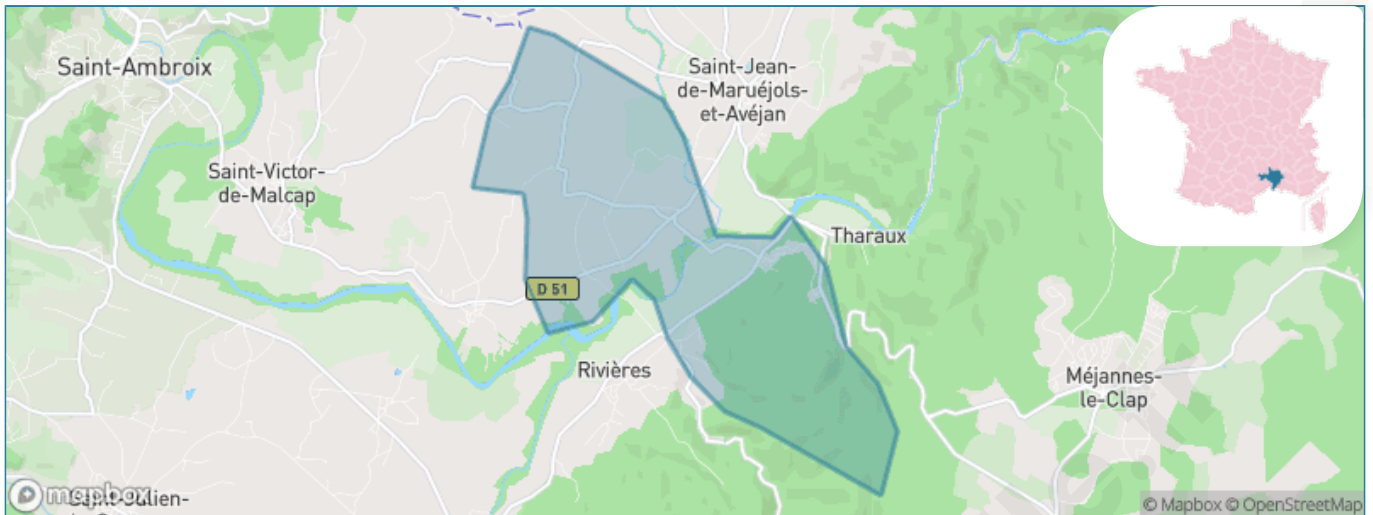 Saint-Ambroix
Saint-Jean-
de-Maruéjols-
et-Avéjan
Saint-Victor-
de-Malcap
Tharaux
D 51
Rivières
Méjannes-
le-Clap
mapbox
© Mapbox © OpenStreetMap